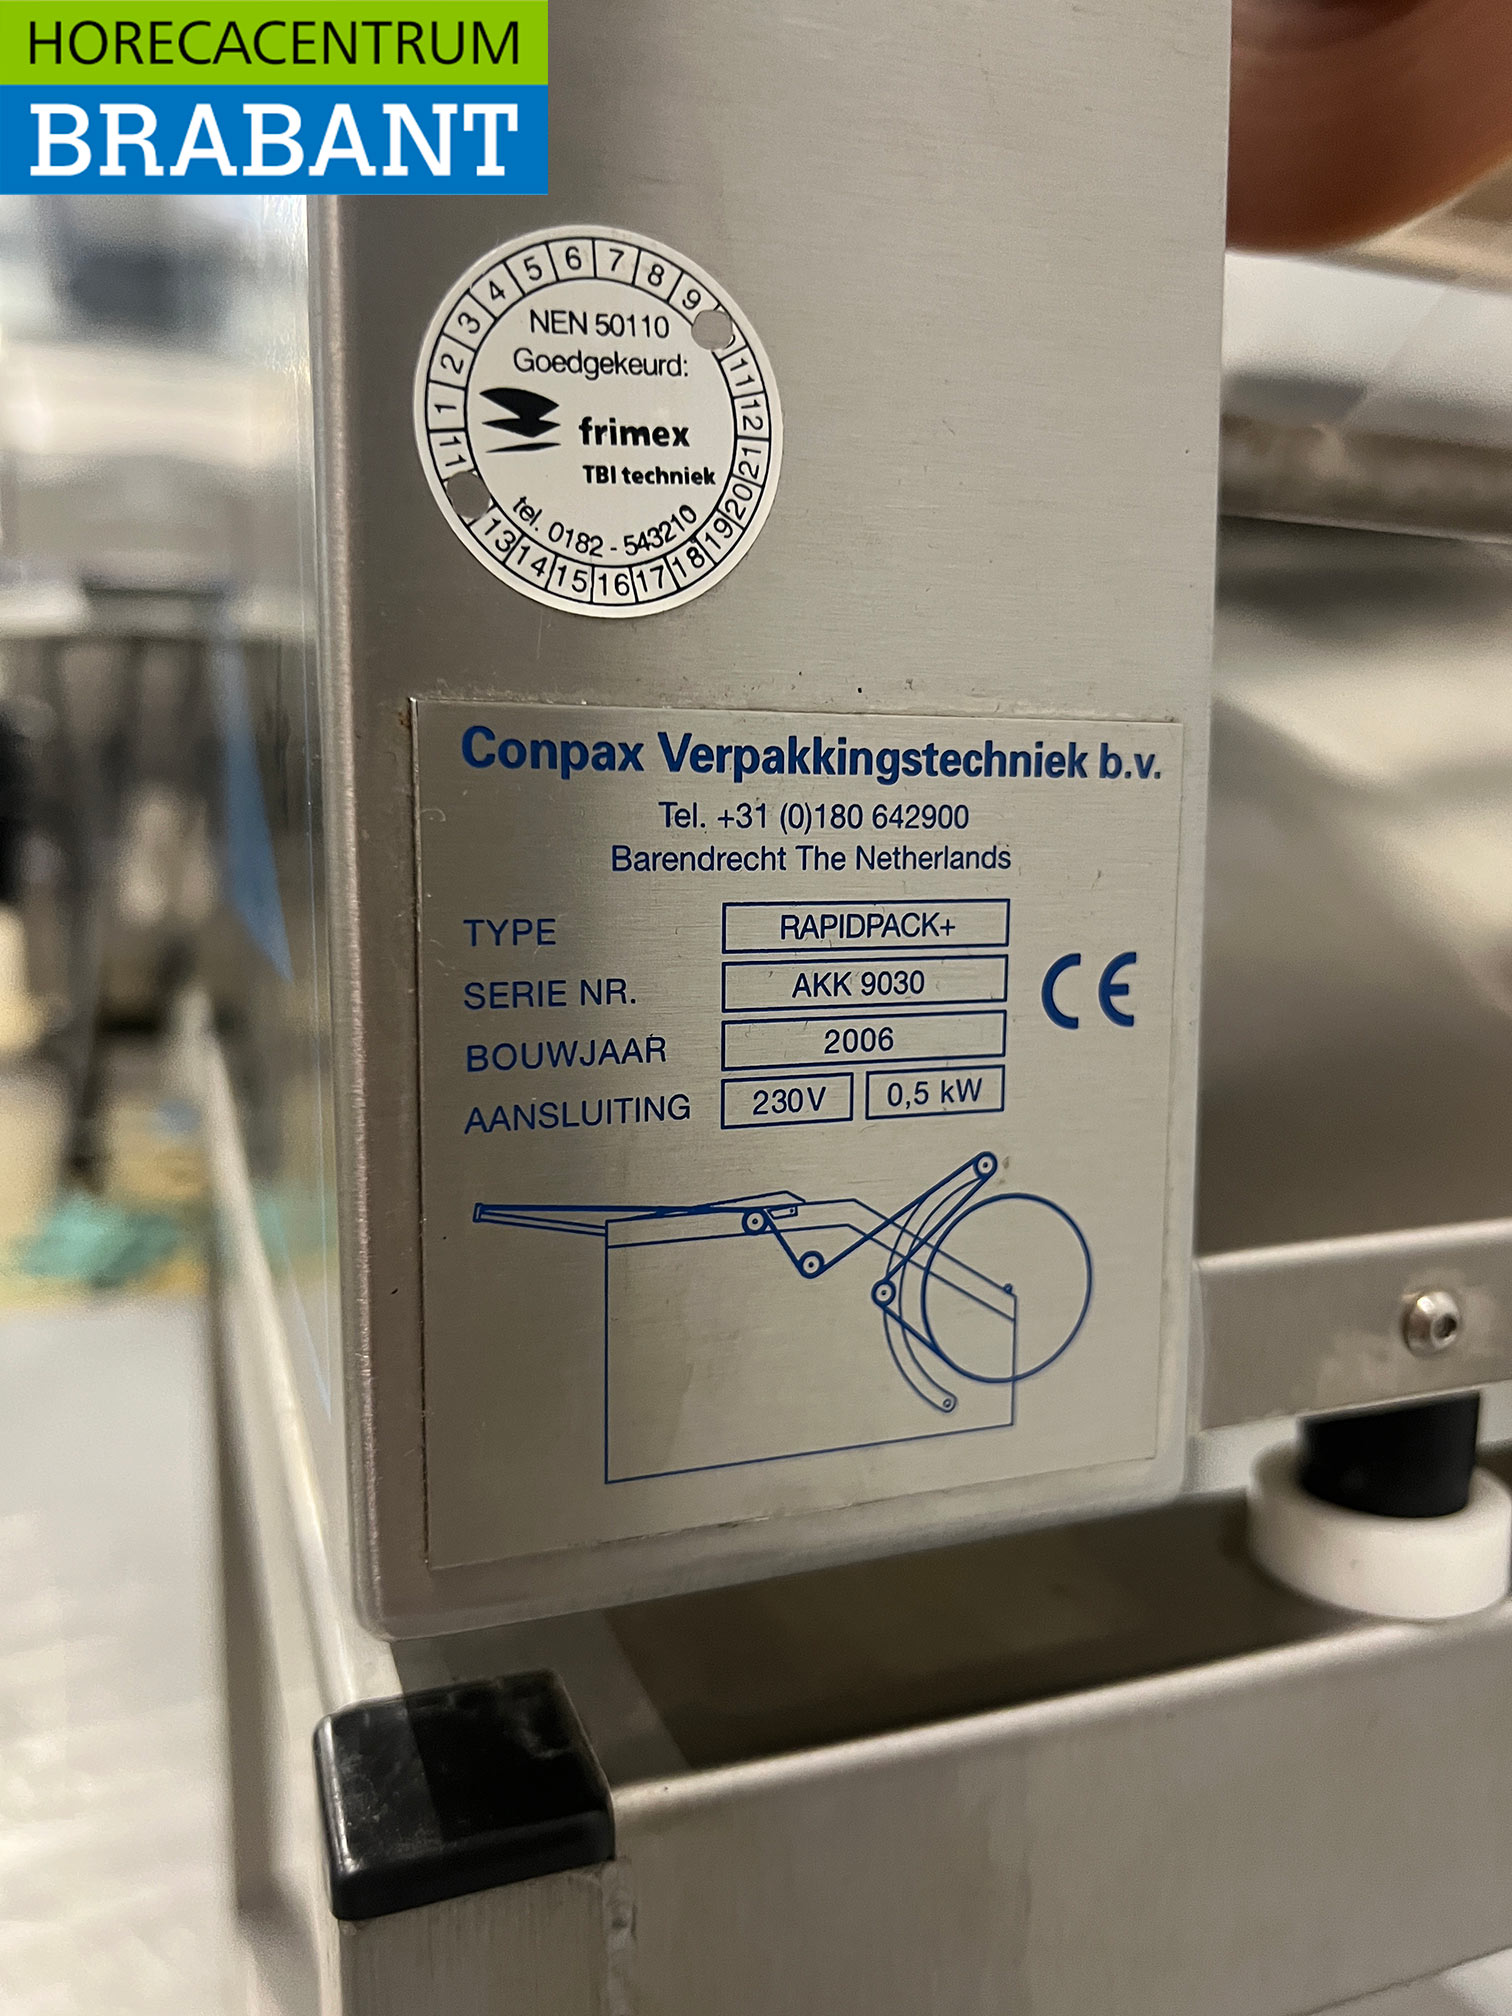 HORECACENTRUM
BRABANT
1 2 3 4 5 6 7 8 9 11 12
NEN 50110
Goedgekeurd:
frimex
TBI techniek
tel. 0182 - 543210
11 13 14 15 16 17 18 19 20 21
Conpax Verpakkingstechniek b.v.
Tel. +31 (0)180 642900
Barendrecht The Netherlands
TYPE RAPIDPACK+
SERIE NR. AKK 9030
BOUWJAAR 2006
AANSLUITING 230V 0,5 kW
CE